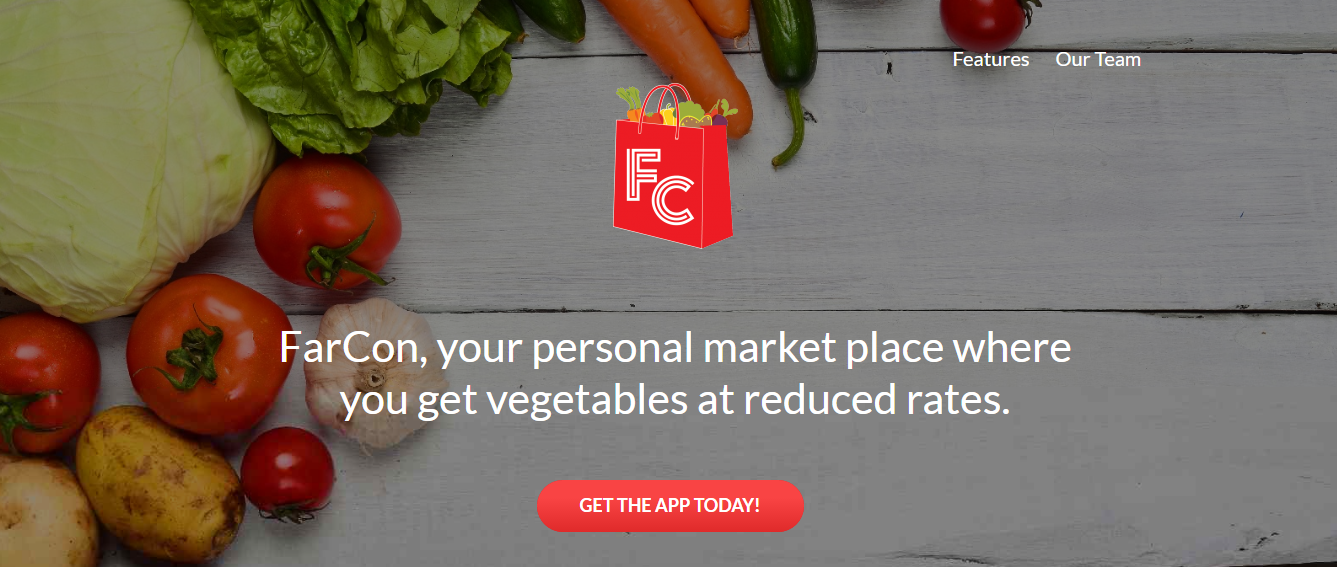 Features Our Team
FC
FarCon, your personal market place where
you get vegetables at reduced rates.
GET THE APP TODAY!